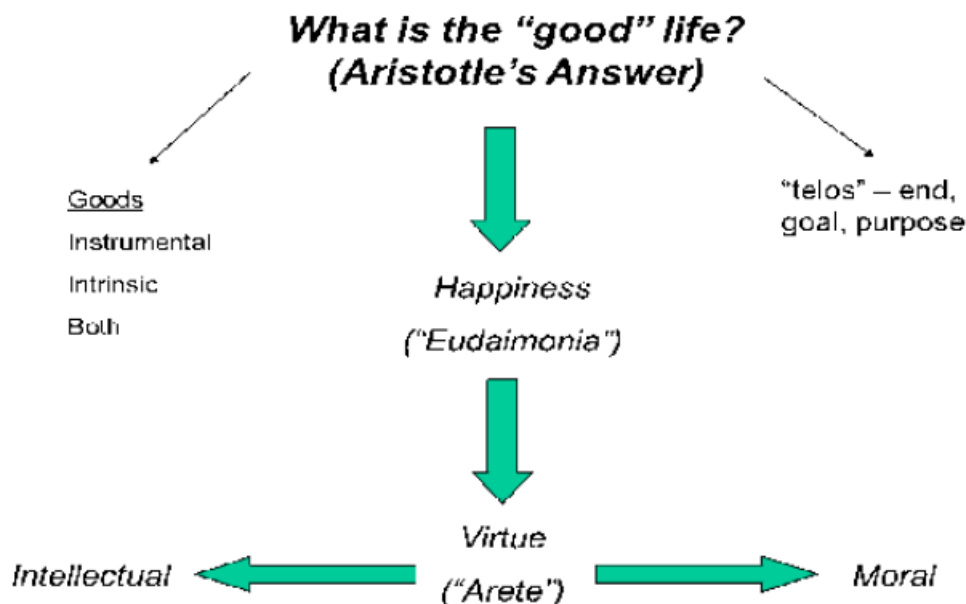 What is the “good” life?
(Aristotle’s Answer)
Goods
Instrumental
Intrinsic
Both
“telos” – end,
goal, purpose
Happiness
(“Eudaimonia”)
Virtue
(“Arete”)
Intellectual
Moral